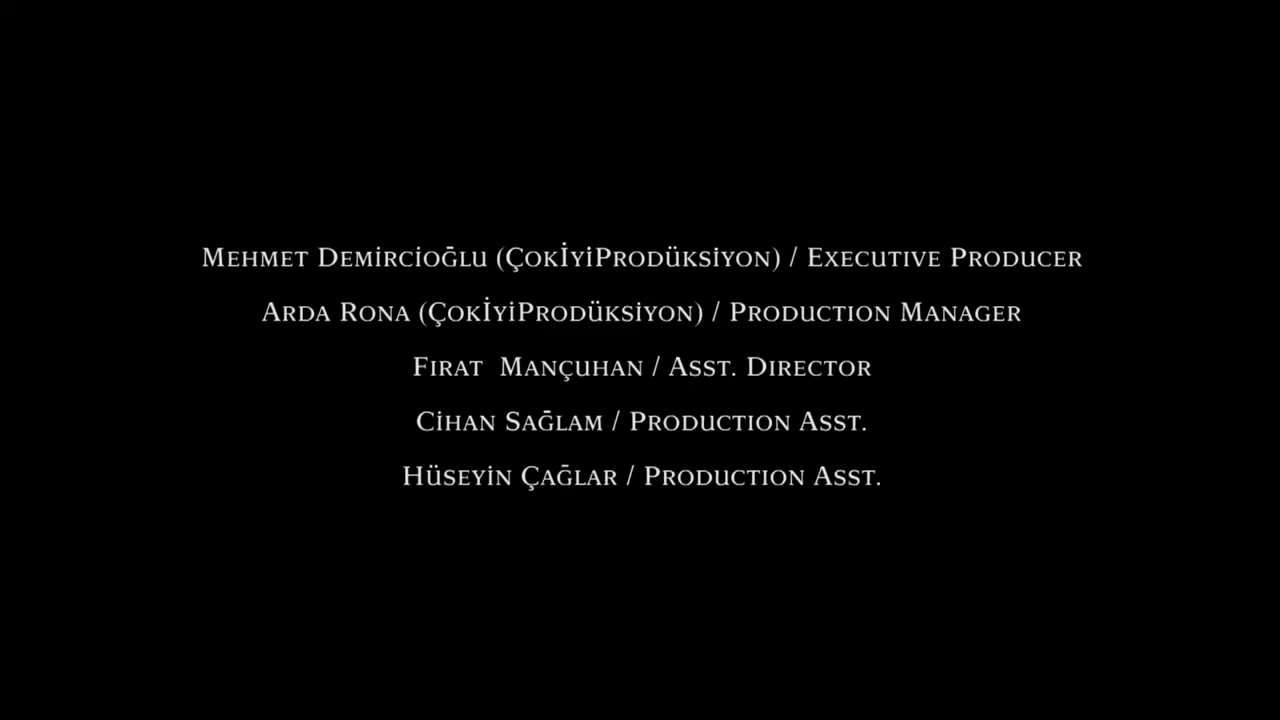 Mehmet Demircioğlu (ÇokİyiProdüksiyon) / Executive Producer
Arda Rona (ÇokİyiProdüksiyon) / Production Manager
Fırat Mançuhan / Asst. Director
Cihan Sağlam / Production Asst.
Hüseyin Çağlar / Production Asst.